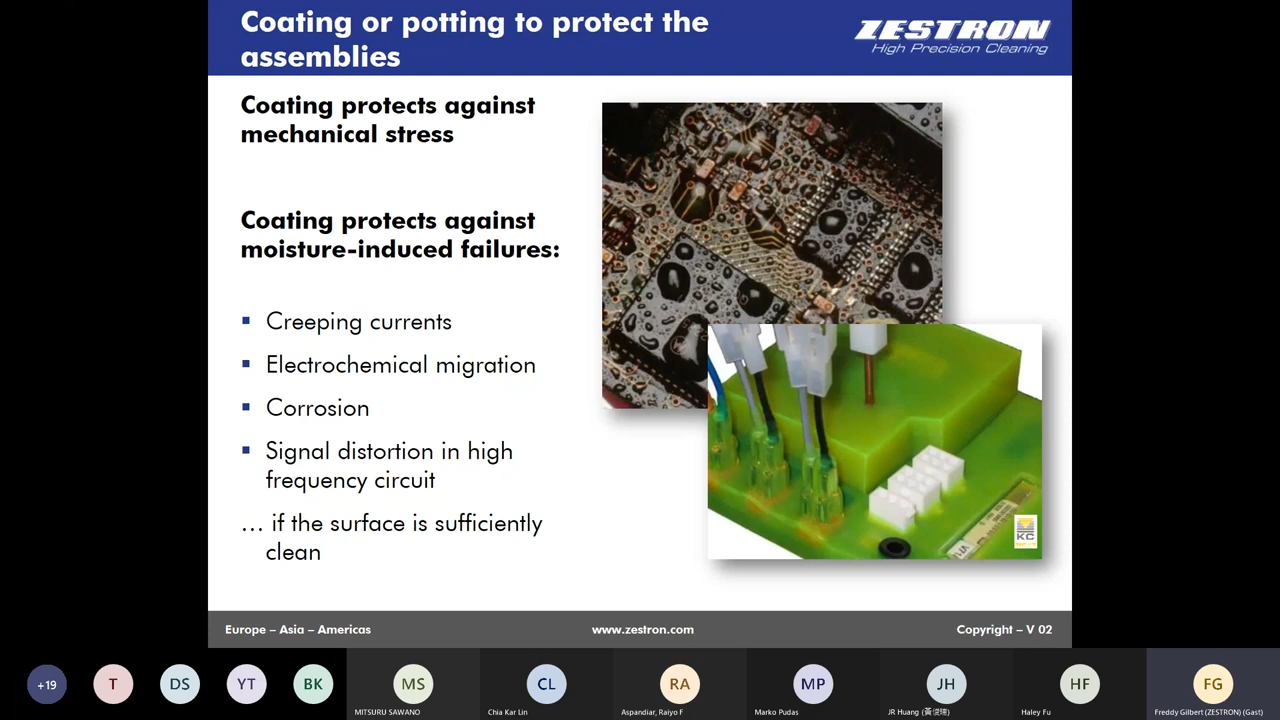 Coating or potting to protect the
assemblies
ZESTRON
High Precision Cleaning
Coating protects against
mechanical stress
Coating protects against
moisture-induced failures:
Creeping currents
Electrochemical migration
Corrosion
Signal distortion in high
frequency circuit
... if the surface is sufficiently
clean
KC
Europe – Asia – Americas
www.zestron.com
Copyright – V 02
+19
T
DS
YT
BK
MS
CL
RA
MP
JH
HF
FG
MITSURU SAWANO
Chia Kar Lin
Aspandiar, Raiyo F
Marko Pudas
Haley Fu
Freddy Gilbert (ZESTRON) (Gast)